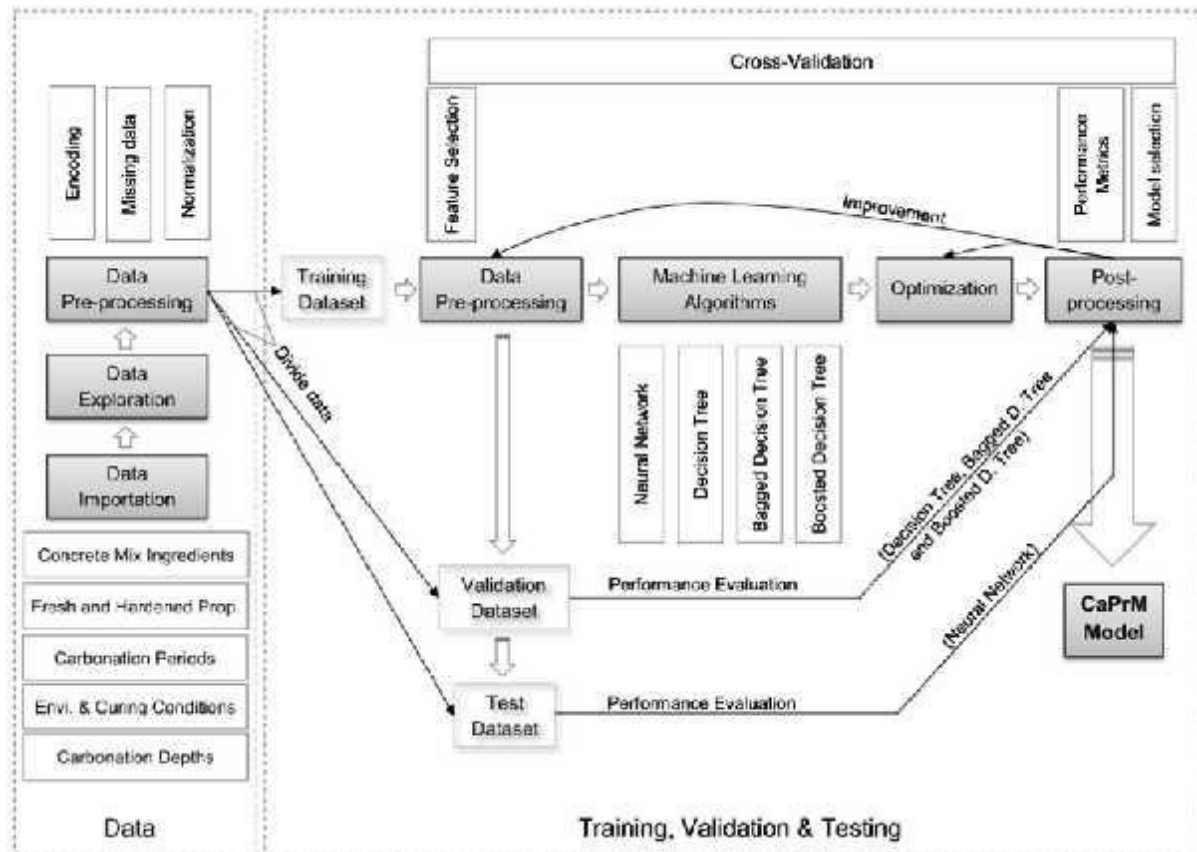 Cross-Validation
Encoding
Missing data
Normalization
Feature Selection
Performance
Metrics
Model selection
Improvement
Data
Pre-processing
Training
Dataset
Data
Pre-processing
Machine Learning
Algorithms
Optimization
Post-
processing
Divide data
Data
Exploration
Data
Importation
Neural Network
Decision Tree
Bagged Decision Tree
Boosted Decision Tree
(Decision Tree, Bagged D. Tree
and Boosted D. Tree)
(Neural Network)
Concrete Mix Ingredients
Fresh and Hardened Prop.
Carbonation Periods
Envi. & Curing Conditions
Carbonation Depths
Validation
Dataset
Performance Evaluation
Test
Dataset
Performance Evaluation
CaPrM
Model
Data
Training, Validation & Testing